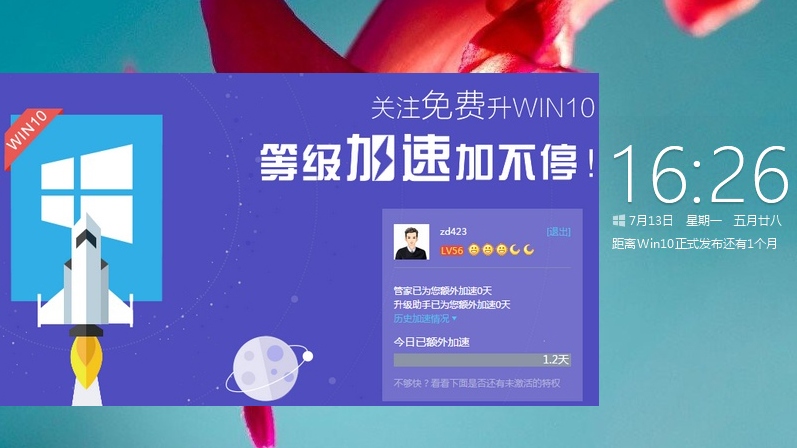 关注免费升WIN10
WIN10
等级加速加不停!
16:26
7月13日 星期一 五月廿八
距离Win10正式发布还有1个月
zd423 [退出]
LV56
管家已为您额外加速0天
升级助手已为您额外加速0天
历史加速情况
今日已额外加速
1.2天
不够快？看看下面是否还有未激活的特权